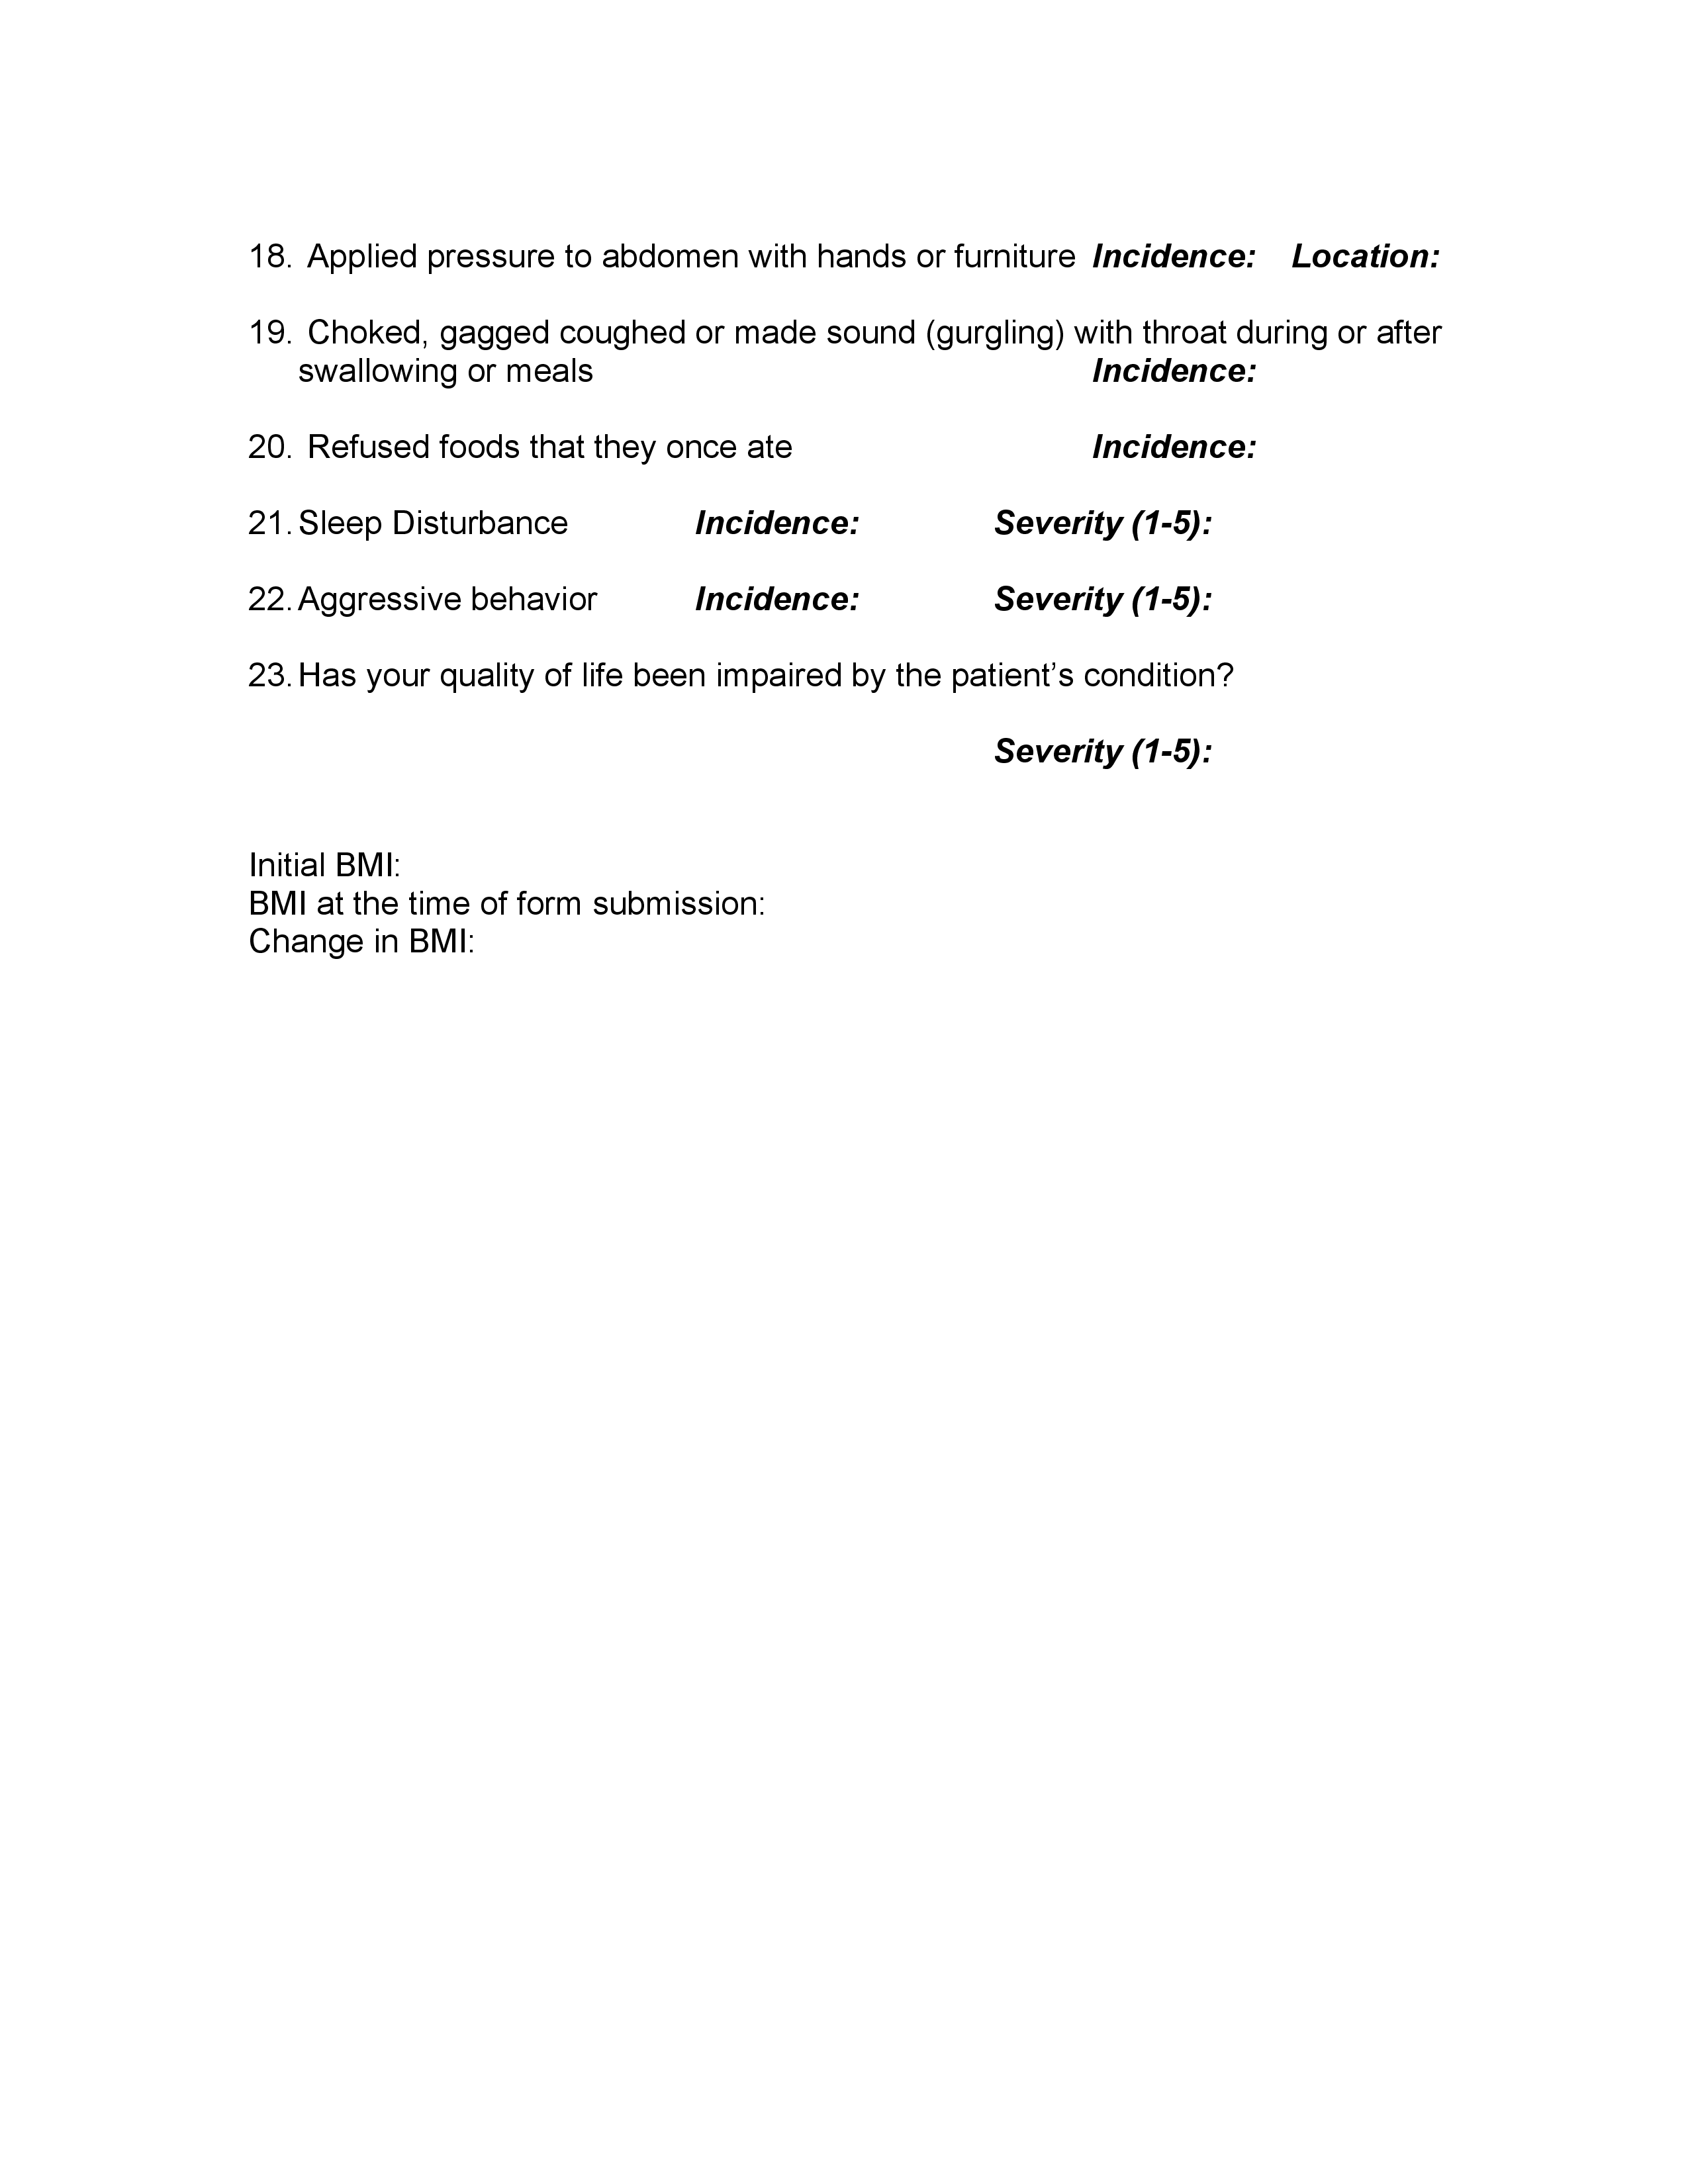 18. Applied pressure to abdomen with hands or furniture Incidence: Location:
19. Choked, gagged coughed or made sound (gurgling) with throat during or after
swallowing or meals Incidence:
20. Refused foods that they once ate Incidence:
21. Sleep Disturbance Incidence: Severity (1-5):
22. Aggressive behavior Incidence: Severity (1-5):
23. Has your quality of life been impaired by the patient’s condition?
Severity (1-5):
Initial BMI:
BMI at the time of form submission:
Change in BMI: